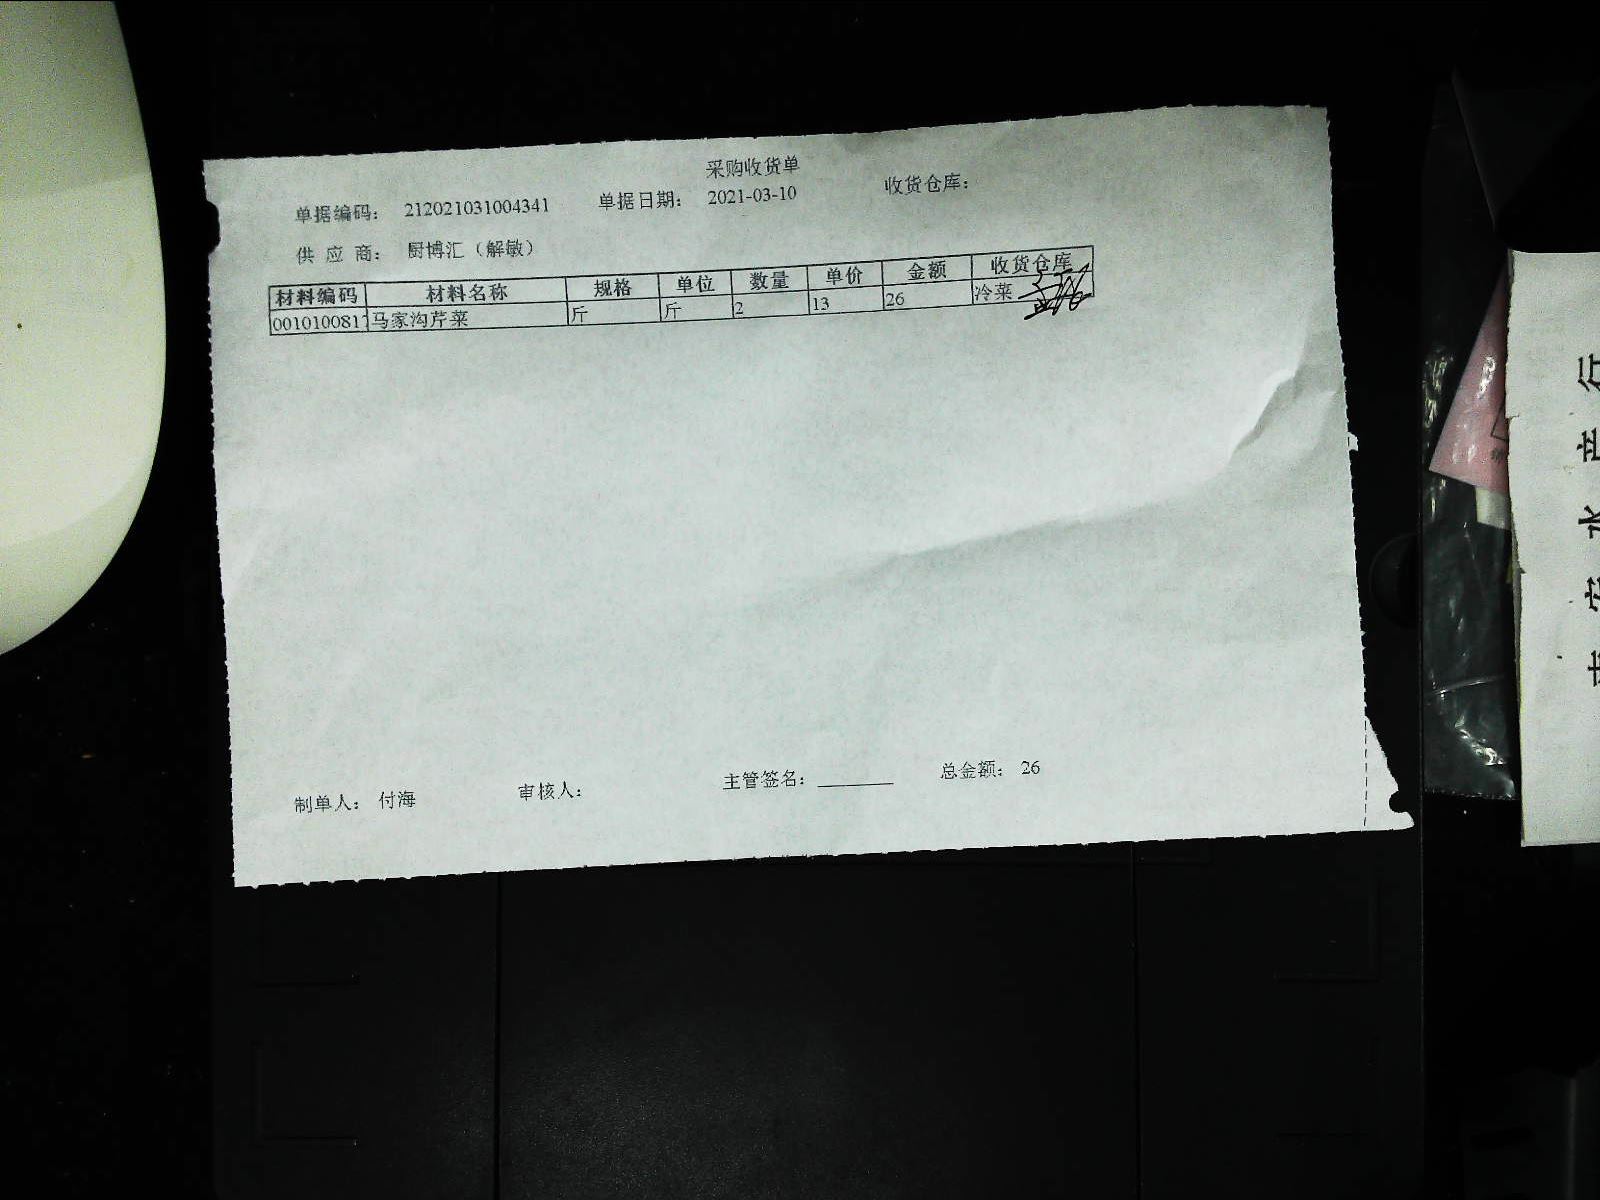 采购收货单
单据编码： 212021031004341 单据日期： 2021-03-10 收货仓库：
供 应 商： 厨博汇（解敏）
材料编码 材料名称 规格 单位 数量 单价 金额 收货仓库
0010100817 马家沟芹菜 斤 斤 2 13 26 冷菜
制单人： 付海 审核人： 主管签名： 总金额： 26
水 产 行